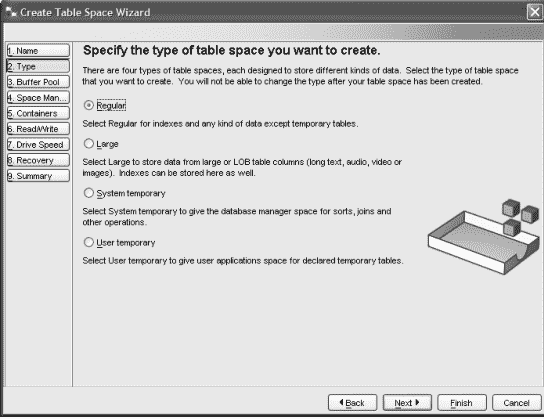 Create Table Space Wizard
1. Name
2. Type
3. Buffer Pool
4. Space Man...
5. Containers
6. Read/Write
7. Drive Speed
8. Recovery
9. Summary
Specify the type of table space you want to create.
There are four types of table spaces, each designed to store different kinds of data. Select the type of table space
that you want to create. You will not be able to change the type after your table space has been created.
Regular
Select Regular for indexes and any kind of data except temporary tables.
Large
Select Large to store data from large or LOB table columns (long text, audio, video or
images). Indexes can be stored here as well.
System temporary
Select System temporary to give the database manager space for sorts, joins and
other operations.
User temporary
Select User temporary to give user applications space for declared temporary tables.
Back
Next
Finish
Cancel